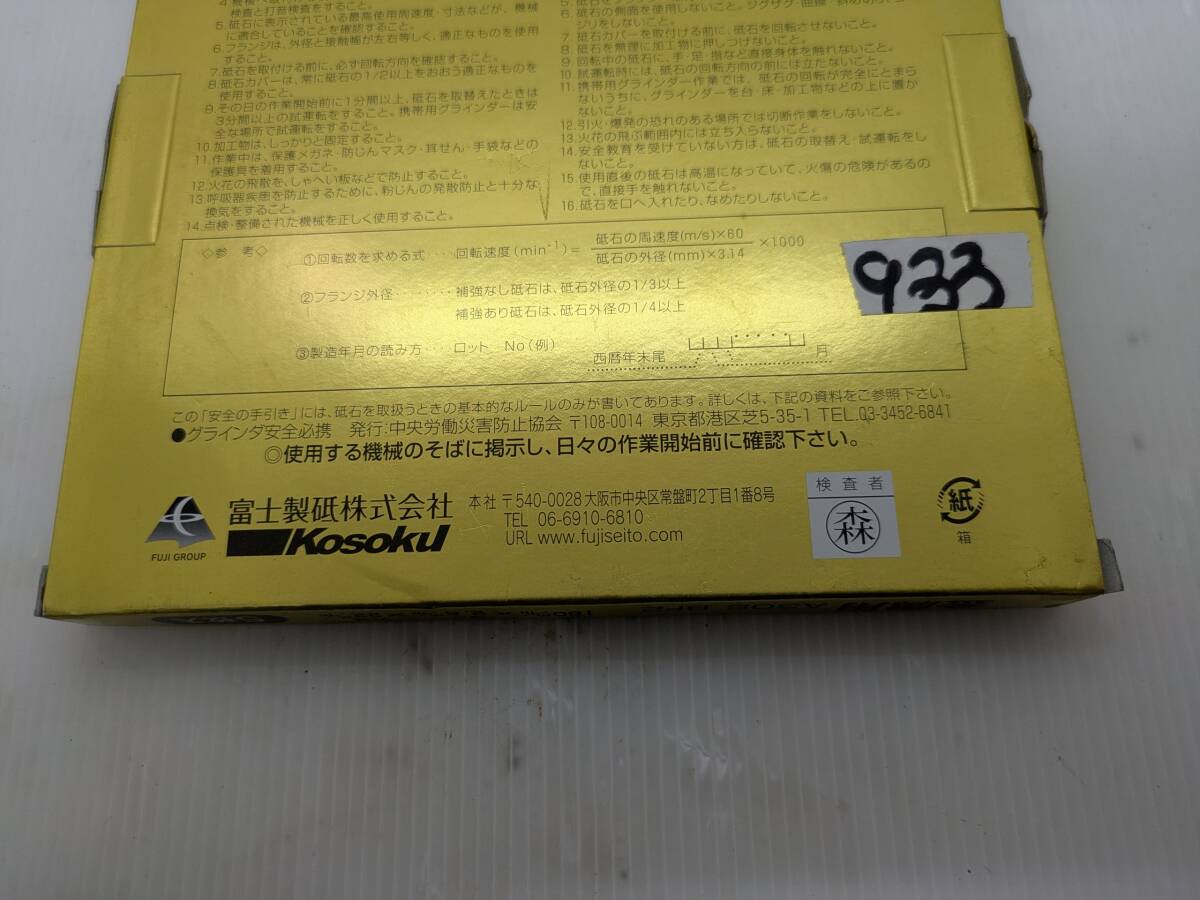 検査と打音検査をすること。
5. 砥石に表示されている最高使用周速度・寸法などが、機械
に適合していることを確認すること。
6. フランジは、外径と接触幅が左右等しく、適正なものを使用
すること。
7. 砥石を取付ける前に、必ず回転方向を確認すること。
8. 砥石カバーは、常に砥石の1/2以上をおおう適正なものを
使用すること。
9. その日の作業開始前に1分間以上、砥石を取替えたときは
3分間以上の試運転をすること。携帯用グラインダーは安
全な場所で試運転をすること。
10. 加工物は、しっかりと固定すること。
11. 作業中は、保護メガネ・防じんマスク・耳せん・手袋などの
保護具を着用すること。
12. 火花の飛散を、しゃへい板などで防止すること。
13. 呼吸器疾患を防止するために、粉じんの発散防止と十分な
換気をすること。
14. 点検・整備された機械を正しく使用すること。
6. 砥石の側面を使用しないこと。ジグザグ・曲線・斜め
ジリをしないこと。
7. 砥石カバーを取付ける前に、砥石を回転させないこと。
8. 砥石を無理に加工物に押しつけないこと。
9. 回転中の砥石に、手・足・指など直接身体を触れないこと。
10. 試運転時には、砥石の回転方向の前には立たないこと。
11. 携帯用グラインダー作業では、砥石の回転が完全にとまら
ないうちに、グラインダーを台・床・加工物などの上に置か
ないこと。
12. 引火・爆発の恐れのある場所では切断作業をしないこと。
13. 火花の飛ぶ範囲内には立ち入らないこと。
14. 安全教育を受けていない方は、砥石の取替え・試運転をし
ないこと。
15. 使用直後の砥石は高温になっていて、火傷の危険があるの
で、直接手を触れないこと。
16. 砥石を口へ入れたり、なめたりしないこと。
◇参 考◇
①回転数を求める式‥‥回転速度(min⁻¹)=砥石の周速度(m/s)×60/砥石の外径(mm)×3.14×1000
②フランジ外径‥‥‥‥補強なし砥石は、砥石外径の1/3以上
補強あり砥石は、砥石外径の1/4以上
③製造年月の読み方‥‥ロット No(例)
西暦年末尾 月
933
この「安全の手引き」には、砥石を取扱うときの基本的なルールのみが書いてあります。詳しくは、下記の資料をご参照下さい。
●グラインダ安全必携 発行:中央労働災害防止協会 〒108-0014 東京都港区芝5-35-1 TEL.03-3452-6841
◎使用する機械のそばに掲示し、日々の作業開始前に確認下さい。
FUJI GROUP
富士製砥株式会社
Kosoku
本社 〒540-0028 大阪市中央区常盤町2丁目1番8号
TEL 06-6910-6810
URL www.fujiseito.com
検査者
森
紙
箱